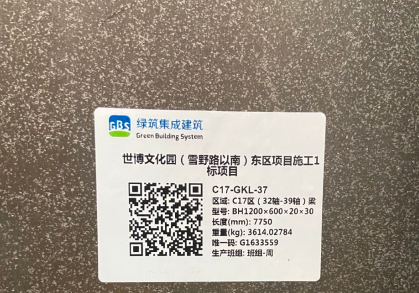 GBS
绿筑集成建筑
Green Building System
世博文化园（雪野路以南）东区项目施工1
标项目
C17-GKL-37
区域: C17区（32轴-39轴）梁
型号: BH1200×600×20×30
长度(mm): 7750
重量(kg): 3614.02784
唯一码: G1633559
生产班组: 班组-周